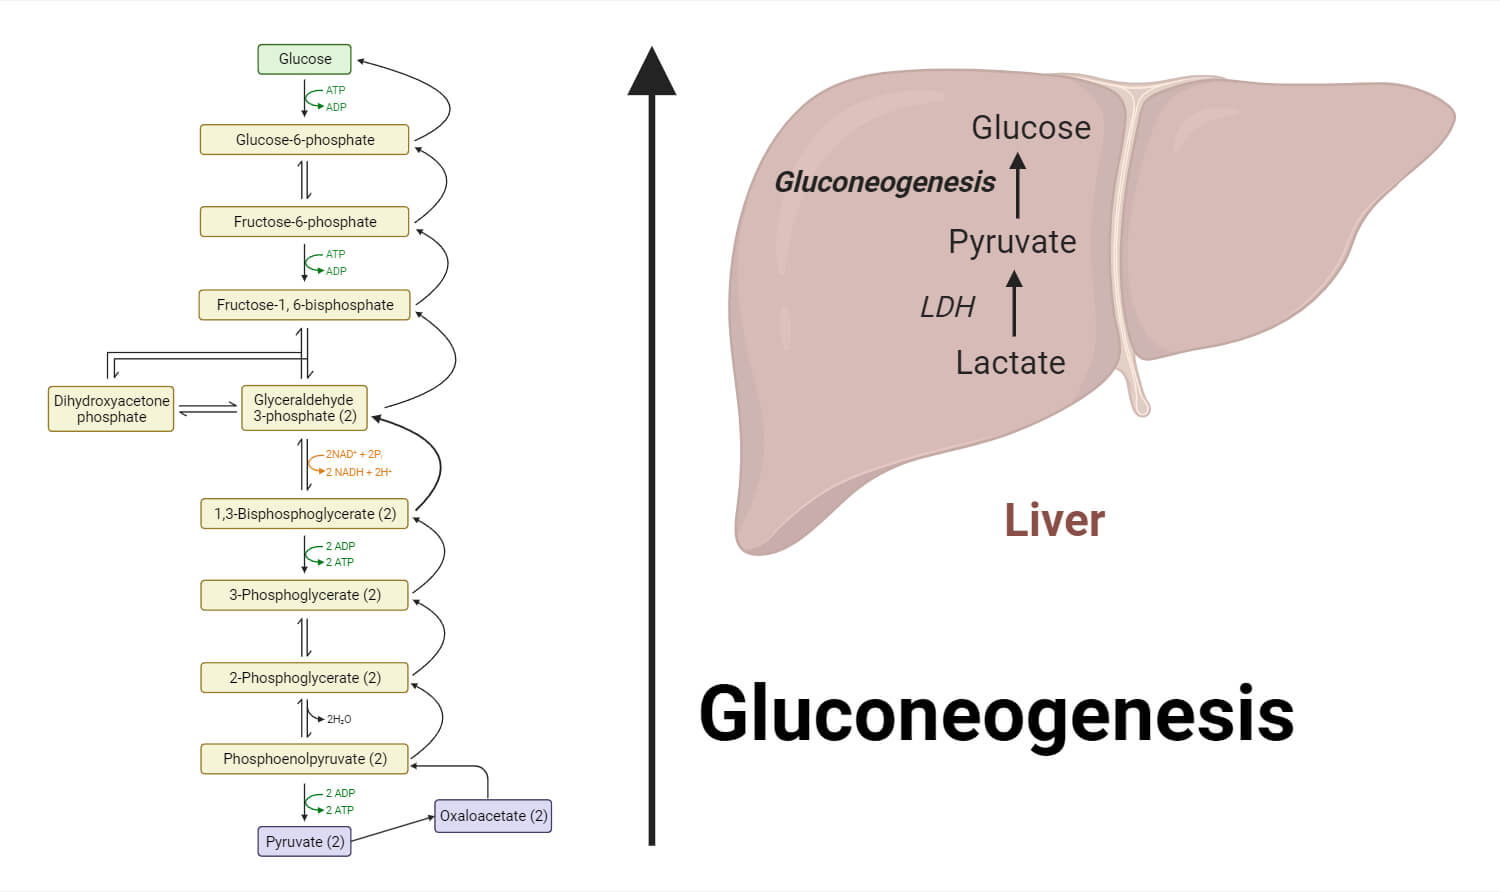 Glucose
ATP
ADP
Glucose-6-phosphate
Fructose-6-phosphate
ATP
ADP
Fructose-1, 6-bisphosphate
Dihydroxyacetone
phosphate
Glyceraldehyde
3-phosphate (2)
2NAD⁺ + 2Pᵢ
2 NADH + 2H⁺
1,3-Bisphosphoglycerate (2)
2 ADP
2 ATP
3-Phosphoglycerate (2)
2-Phosphoglycerate (2)
2H₂O
Phosphoenolpyruvate (2)
2 ADP
2 ATP
Oxaloacetate (2)
Pyruvate (2)
Glucose
Gluconeogenesis
Pyruvate
LDH
Lactate
Liver
Gluconeogenesis